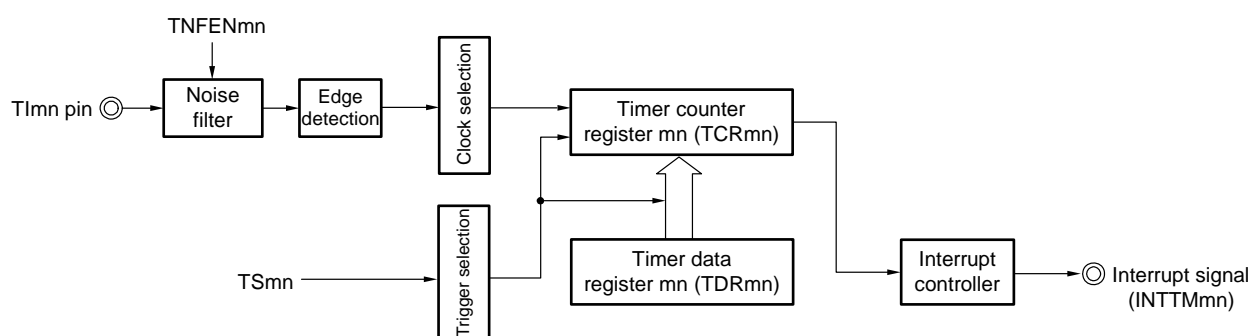 TNFENmn
TImn pin
Noise
filter
Edge
detection
Clock selection
Timer counter
register mn (TCRmn)
TSmn
Trigger selection
Timer data
register mn (TDRmn)
Interrupt
controller
Interrupt signal
(INTTMmn)